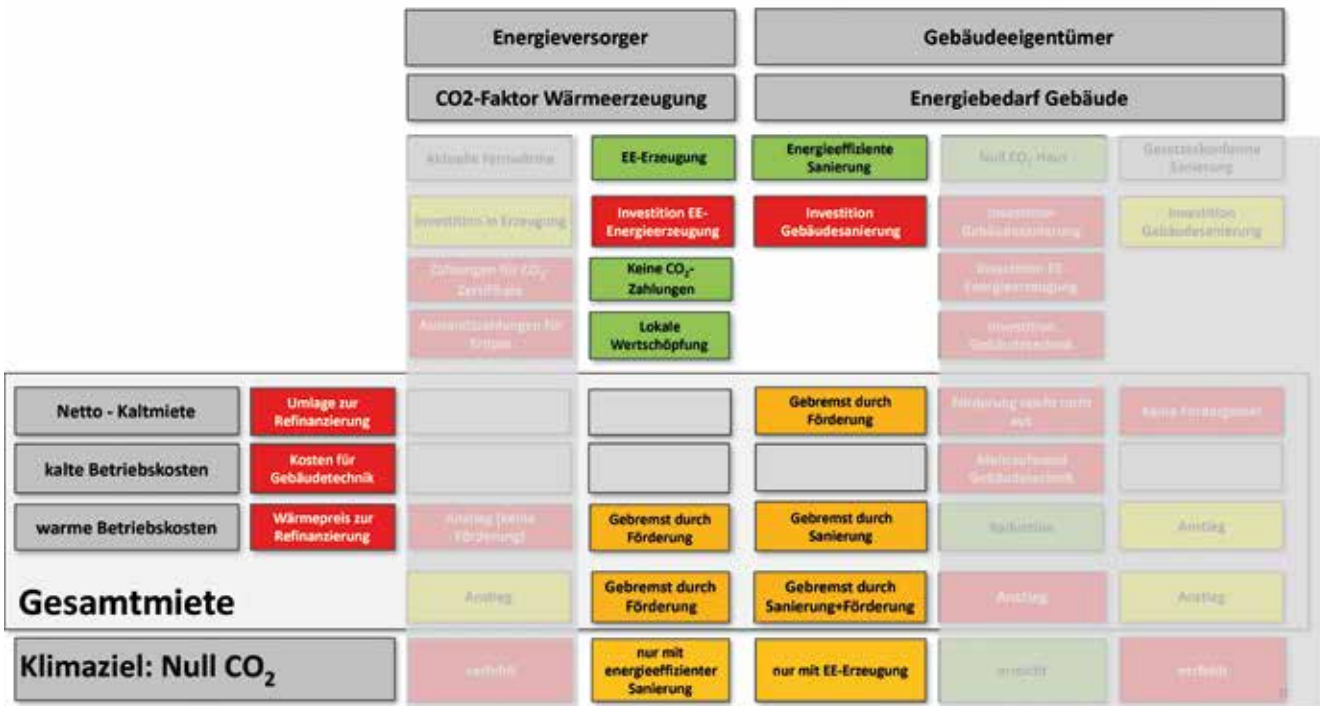 Energieversorger
Gebäudeeigentümer
CO2-Faktor Wärmeerzeugung
Energiebedarf Gebäude
Aktuelle Fernwärme
EE-Erzeugung
Energieeffiziente
Sanierung
Null CO₂ Haus
Gesetzeskonforme
Sanierung
Investition in Erzeugung
Investition EE-
Energieerzeugung
Investition
Gebäudesanierung
Investition
Gebäudesanierung
Investition
Gebäudesanierung
Zahlungen für CO₂-
Zertifikate
Keine CO₂-
Zahlungen
Investition EE
Energieerzeugung
Lokale
Wertschöpfung
Investition
Gebäudetechnik
Netto - Kaltmiete
Umlage zur
Refinanzierung
Gebremst durch
Förderung
Förderung reicht nicht
aus
Keine Fördergelder
kalte Betriebskosten
Kosten für
Gebäudetechnik
Mehraufwand
Gebäudetechnik
warme Betriebskosten
Wärmepreis zur
Refinanzierung
Anstieg (keine
Förderung)
Gebremst durch
Förderung
Gebremst durch
Sanierung
Reduktion
Anstieg
Gesamtmiete
Anstieg
Gebremst durch
Förderung
Gebremst durch
Sanierung+Förderung
Anstieg
Anstieg
Klimaziel: Null CO₂
verfehlt
nur mit
energieeffizienter
Sanierung
nur mit EE-Erzeugung
erreicht
verfehlt